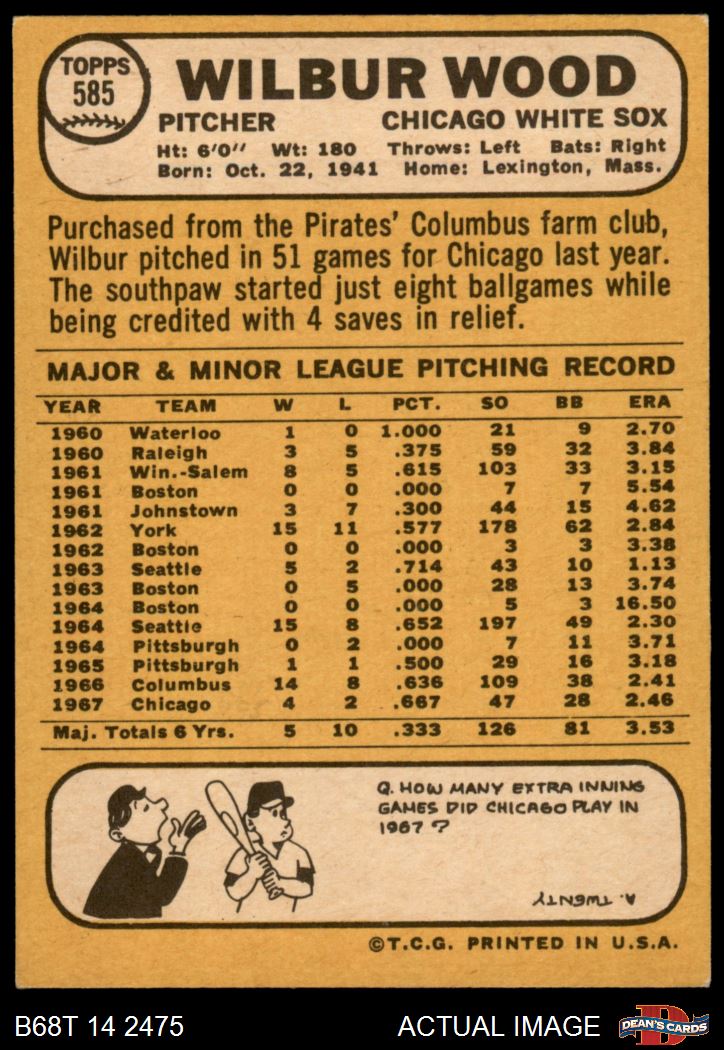 TOPPS
585
WILBUR WOOD
PITCHER CHICAGO WHITE SOX
Ht: 6'0" Wt: 180 Throws: Left Bats: Right
Born: Oct. 22, 1941 Home: Lexington, Mass.
Purchased from the Pirates' Columbus farm club,
Wilbur pitched in 51 games for Chicago last year.
The southpaw started just eight ballgames while
being credited with 4 saves in relief.
MAJOR & MINOR LEAGUE PITCHING RECORD
YEAR TEAM W L PCT. SO BB ERA
1960 Waterloo 1 0 1.000 21 9 2.70
1960 Raleigh 3 5 .375 59 32 3.84
1961 Win.-Salem 8 5 .615 103 33 3.15
1961 Boston 0 0 .000 7 7 5.54
1961 Johnstown 3 7 .300 44 15 4.62
1962 York 15 11 .577 178 62 2.84
1962 Boston 0 0 .000 3 3 3.38
1963 Seattle 5 2 .714 43 10 1.13
1963 Boston 0 5 .000 28 13 3.74
1964 Boston 0 0 .000 5 3 16.50
1964 Seattle 15 8 .652 197 49 2.30
1964 Pittsburgh 0 2 .000 7 11 3.71
1965 Pittsburgh 1 1 .500 29 16 3.18
1966 Columbus 14 8 .636 109 38 2.41
1967 Chicago 4 2 .667 47 28 2.46
Maj. Totals 6 Yrs. 5 10 .333 126 81 3.53
Q. HOW MANY EXTRA INNING
GAMES DID CHICAGO PLAY IN
1967?
A. TWENTY
©T.C.G. PRINTED IN U.S.A.
B68T 14 2475 ACTUAL IMAGE DEAN'S CARDS